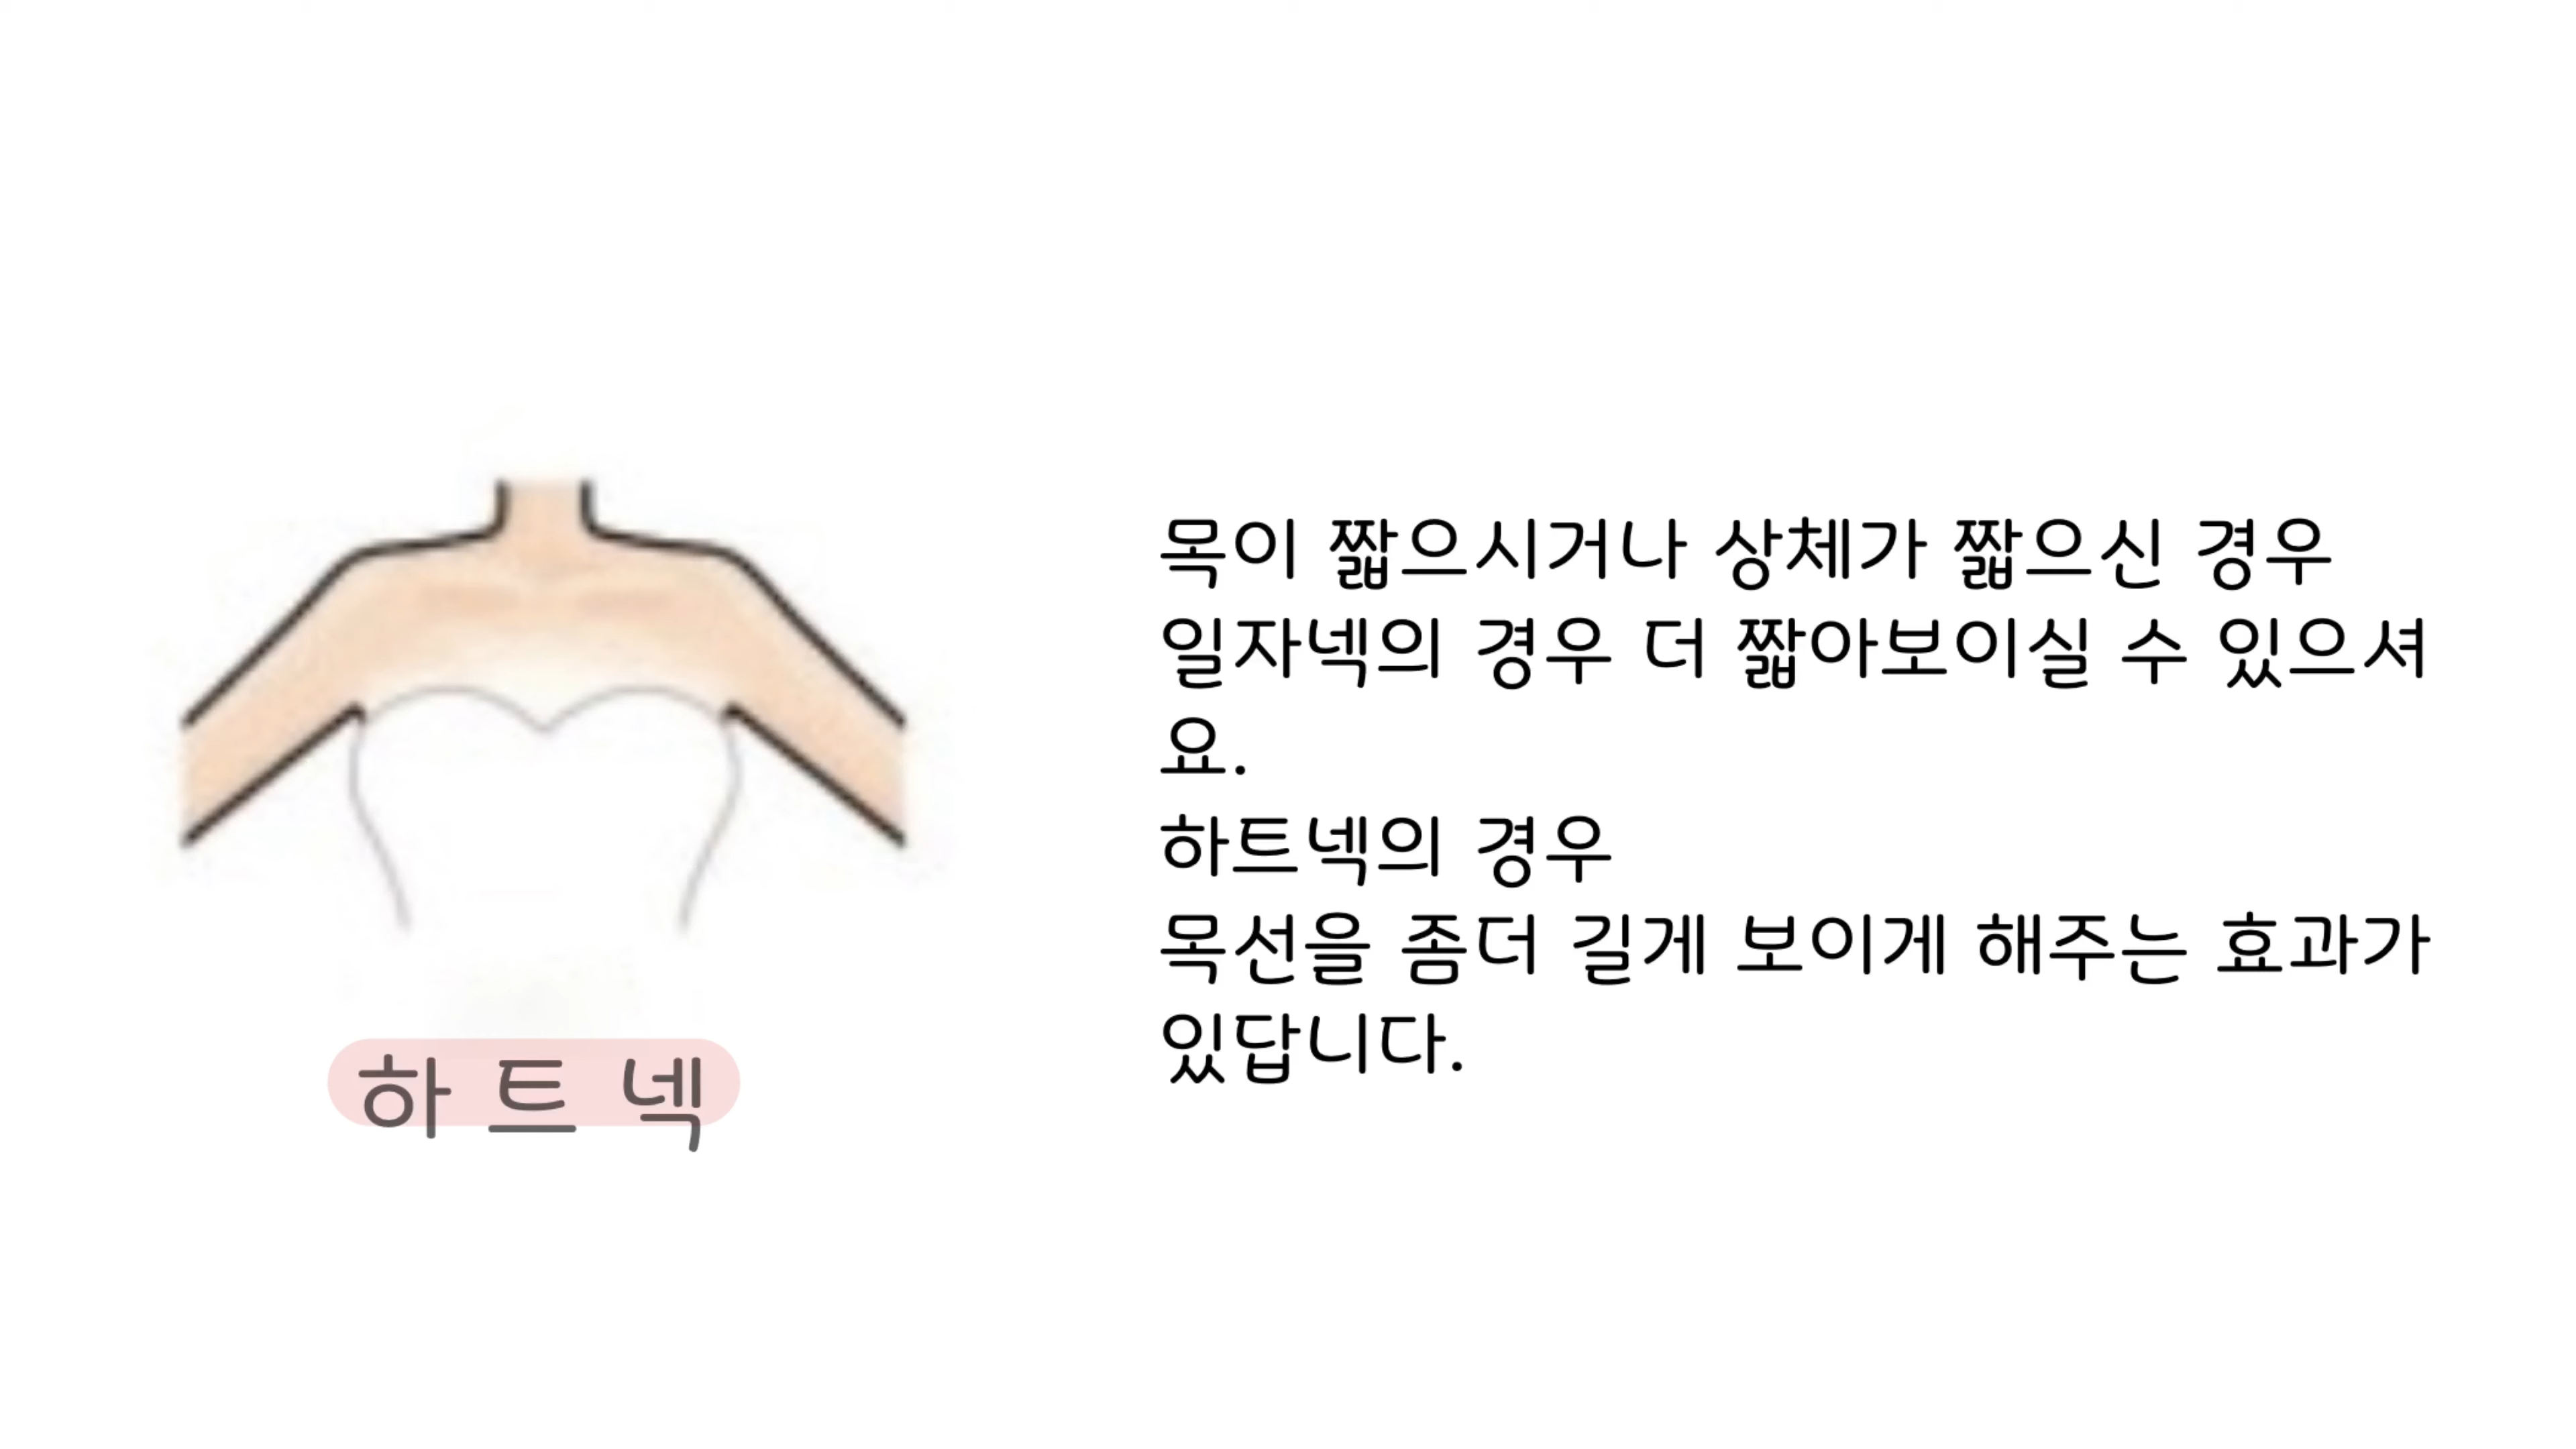 하트넥
목이 짧으시거나 상체가 짧으신 경우
일자넥의 경우 더 짧아보이실 수 있으셔
요.
하트넥의 경우
목선을 좀더 길게 보이게 해주는 효과가
있답니다.